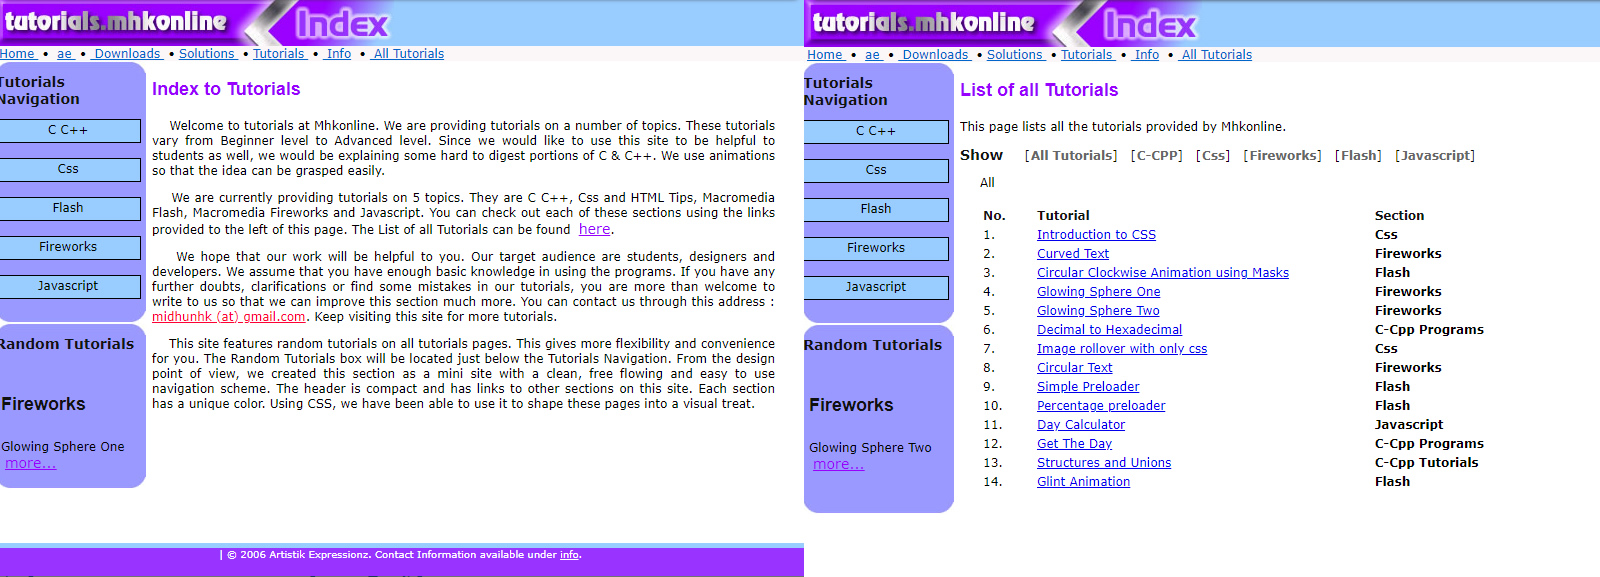 tutorials.mhkonline Index
Home • ae • Downloads • Solutions • Tutorials • Info • All Tutorials
Tutorials
Navigation
C C++
Css
Flash
Fireworks
Javascript
Random Tutorials
Fireworks
Glowing Sphere One
more...
Index to Tutorials
Welcome to tutorials at Mhkonline. We are providing tutorials on a number of topics. These tutorials
vary from Beginner level to Advanced level. Since we would like to use this site to be helpful to
students as well, we would be explaining some hard to digest portions of C & C++. We use animations
so that the idea can be grasped easily.
We are currently providing tutorials on 5 topics. They are C C++, Css and HTML Tips, Macromedia
Flash, Macromedia Fireworks and Javascript. You can check out each of these sections using the links
provided to the left of this page. The List of all Tutorials can be found here.
We hope that our work will be helpful to you. Our target audience are students, designers and
developers. We assume that you have enough basic knowledge in using the programs. If you have any
further doubts, clarifications or find some mistakes in our tutorials, you are more than welcome to
write to us so that we can improve this section much more. You can contact us through this address :
midhunhk (at) gmail.com. Keep visiting this site for more tutorials.
This site features random tutorials on all tutorials pages. This gives more flexibility and convenience
for you. The Random Tutorials box will be located just below the Tutorials Navigation. From the design
point of view, we created this section as a mini site with a clean, free flowing and easy to use
navigation scheme. The header is compact and has links to other sections on this site. Each section
has a unique color. Using CSS, we have been able to use it to shape these pages into a visual treat.
| © 2006 Artistik Expressionz. Contact Information available under info.
tutorials.mhkonline Index
Home • ae • Downloads • Solutions • Tutorials • Info • All Tutorials
Tutorials
Navigation
C C++
Css
Flash
Fireworks
Javascript
Random Tutorials
Fireworks
Glowing Sphere Two
more...
List of all Tutorials
This page lists all the tutorials provided by Mhkonline.
Show [All Tutorials] [C-CPP] [Css] [Fireworks] [Flash] [Javascript]
All
No. Tutorial Section
1. Introduction to CSS Css
2. Curved Text Fireworks
3. Circular Clockwise Animation using Masks Flash
4. Glowing Sphere One Fireworks
5. Glowing Sphere Two Fireworks
6. Decimal to Hexadecimal C-Cpp Programs
7. Image rollover with only css Css
8. Circular Text Fireworks
9. Simple Preloader Flash
10. Percentage preloader Flash
11. Day Calculator Javascript
12. Get The Day C-Cpp Programs
13. Structures and Unions C-Cpp Tutorials
14. Glint Animation Flash